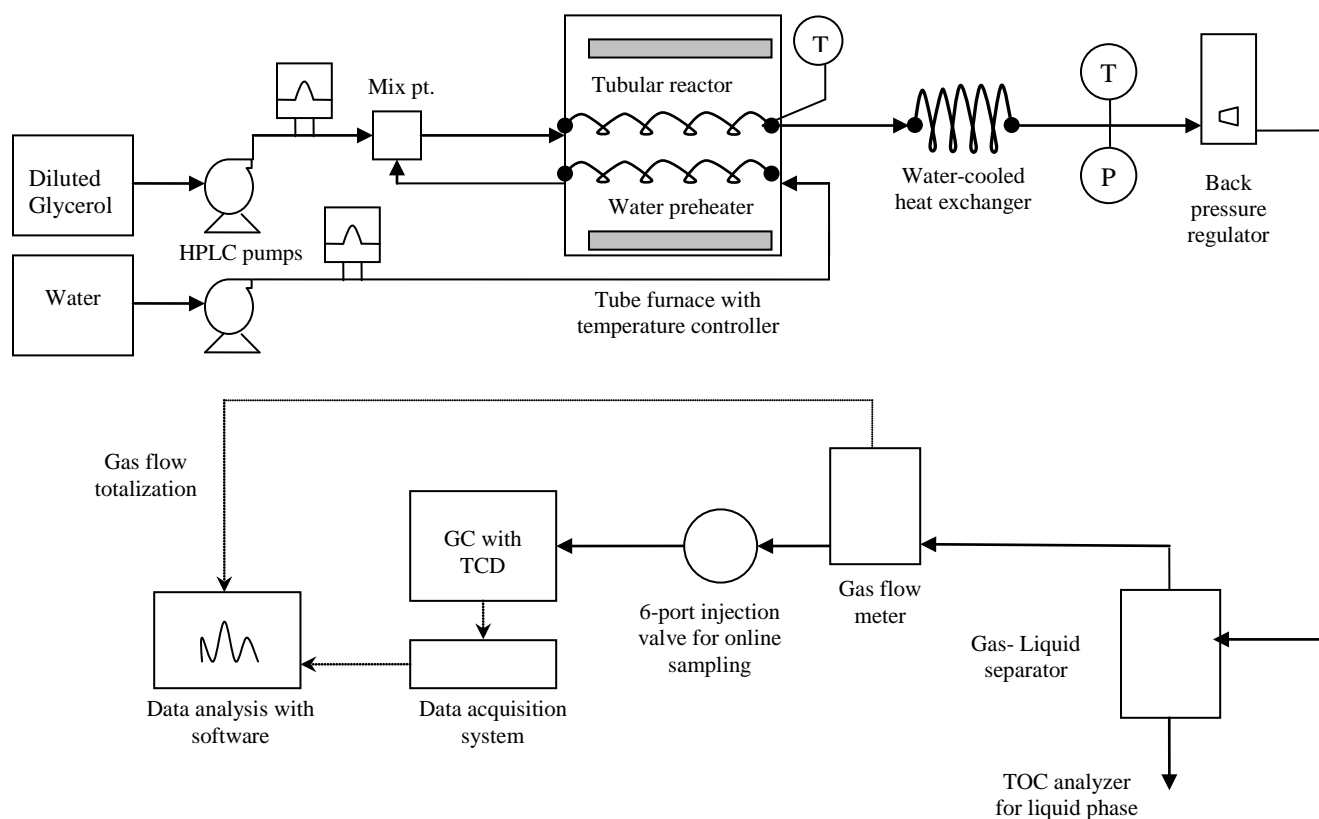 T
Mix pt.
Tubular reactor
T
Diluted
Glycerol
Water-cooled
heat exchanger
P
Back
pressure
regulator
Water preheater
HPLC pumps
Water
Tube furnace with
temperature controller
Gas flow
totalization
GC with
TCD
6-port injection
valve for online
sampling
Gas flow
meter
Gas- Liquid
separator
Data analysis with
software
Data acquisition
system
TOC analyzer
for liquid phase